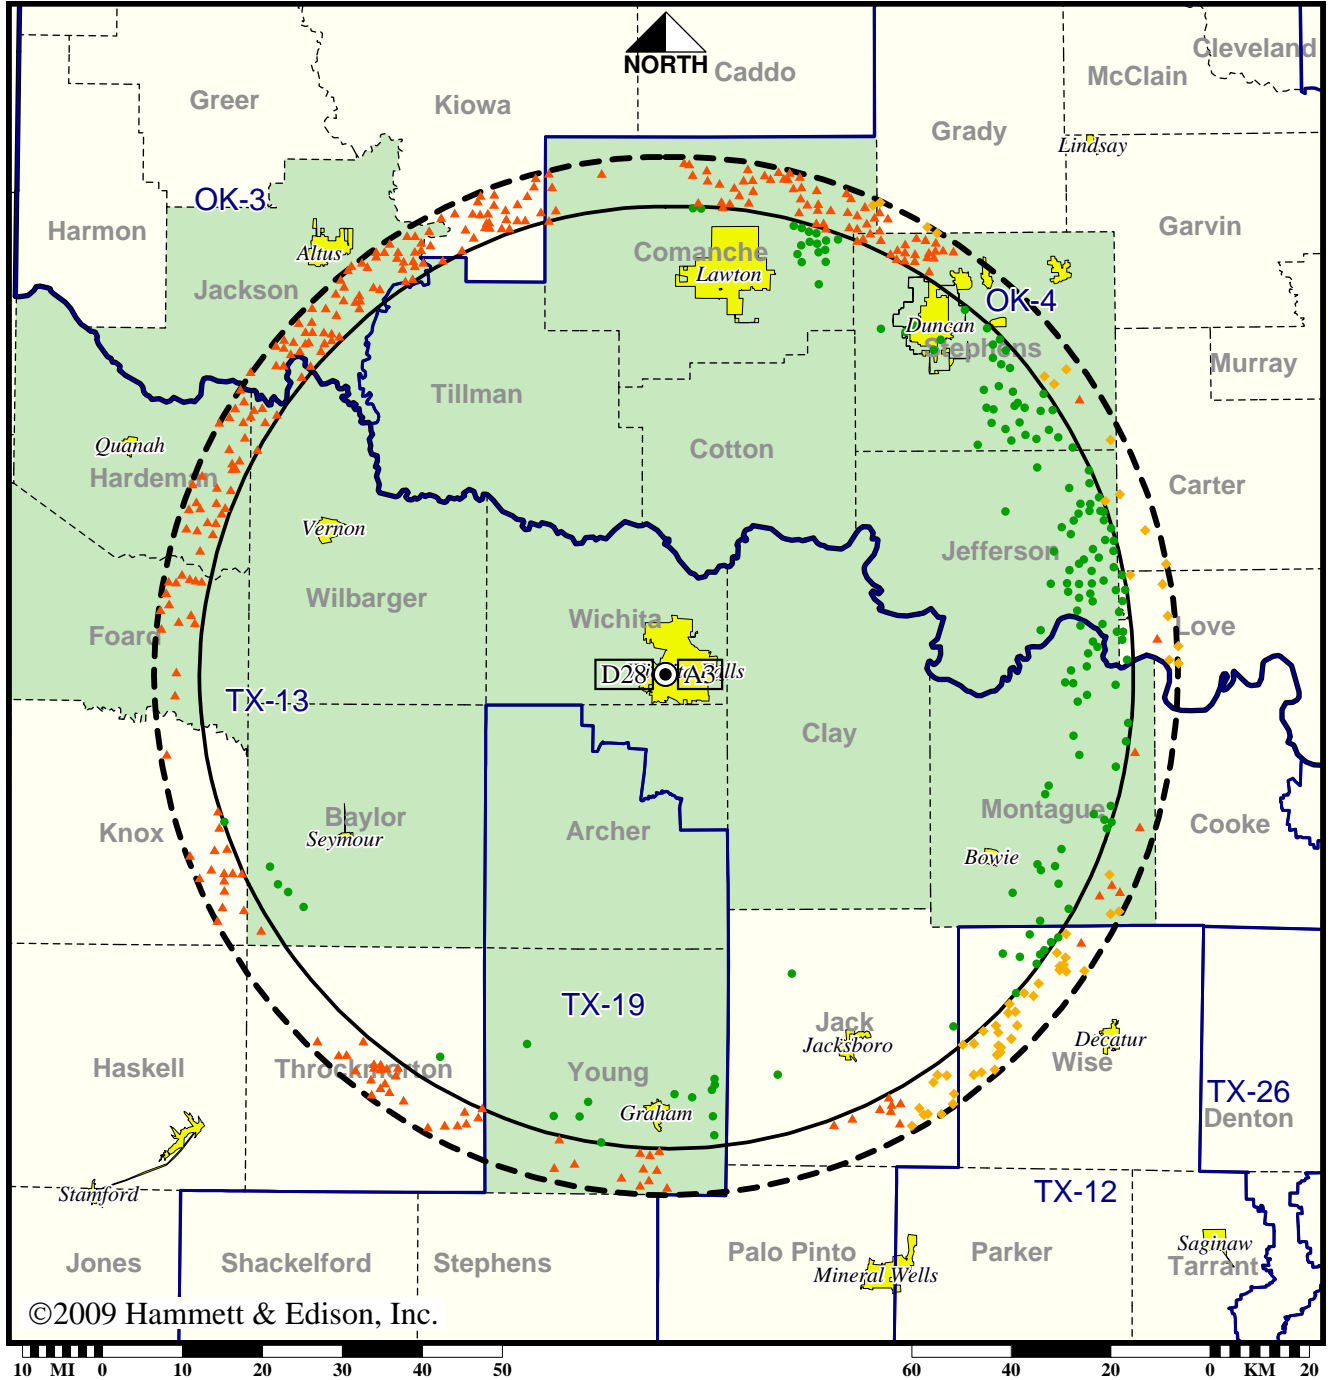 Cleveland
McClain
NORTH
Caddo
Greer
Kiowa
Grady
Lindsay
OK-3
Harmon
Garvin
Altus
Comanche
Lawton
Jackson
OK-4
Duncan
Stephens
Murray
Tillman
Quanah
Cotton
Hardeman
Carter
Vernon
Jefferson
Wilbarger
Wichita
Foard
Love
D28
A3
TX-13
Clay
Baylor
Seymour
Archer
Montague
Knox
Cooke
Bowie
TX-19
Jack
Jacksboro
Decatur
Wise
Haskell
Throckmorton
Young
Graham
TX-26
Denton
Stamford
TX-12
Jones
Shackelford
Stephens
Palo Pinto
Mineral Wells
Parker
Saginaw
Tarrant
©2009 Hammett & Edison, Inc.
10 MI 0 10 20 30 40 50
60 40 20 0 KM 20